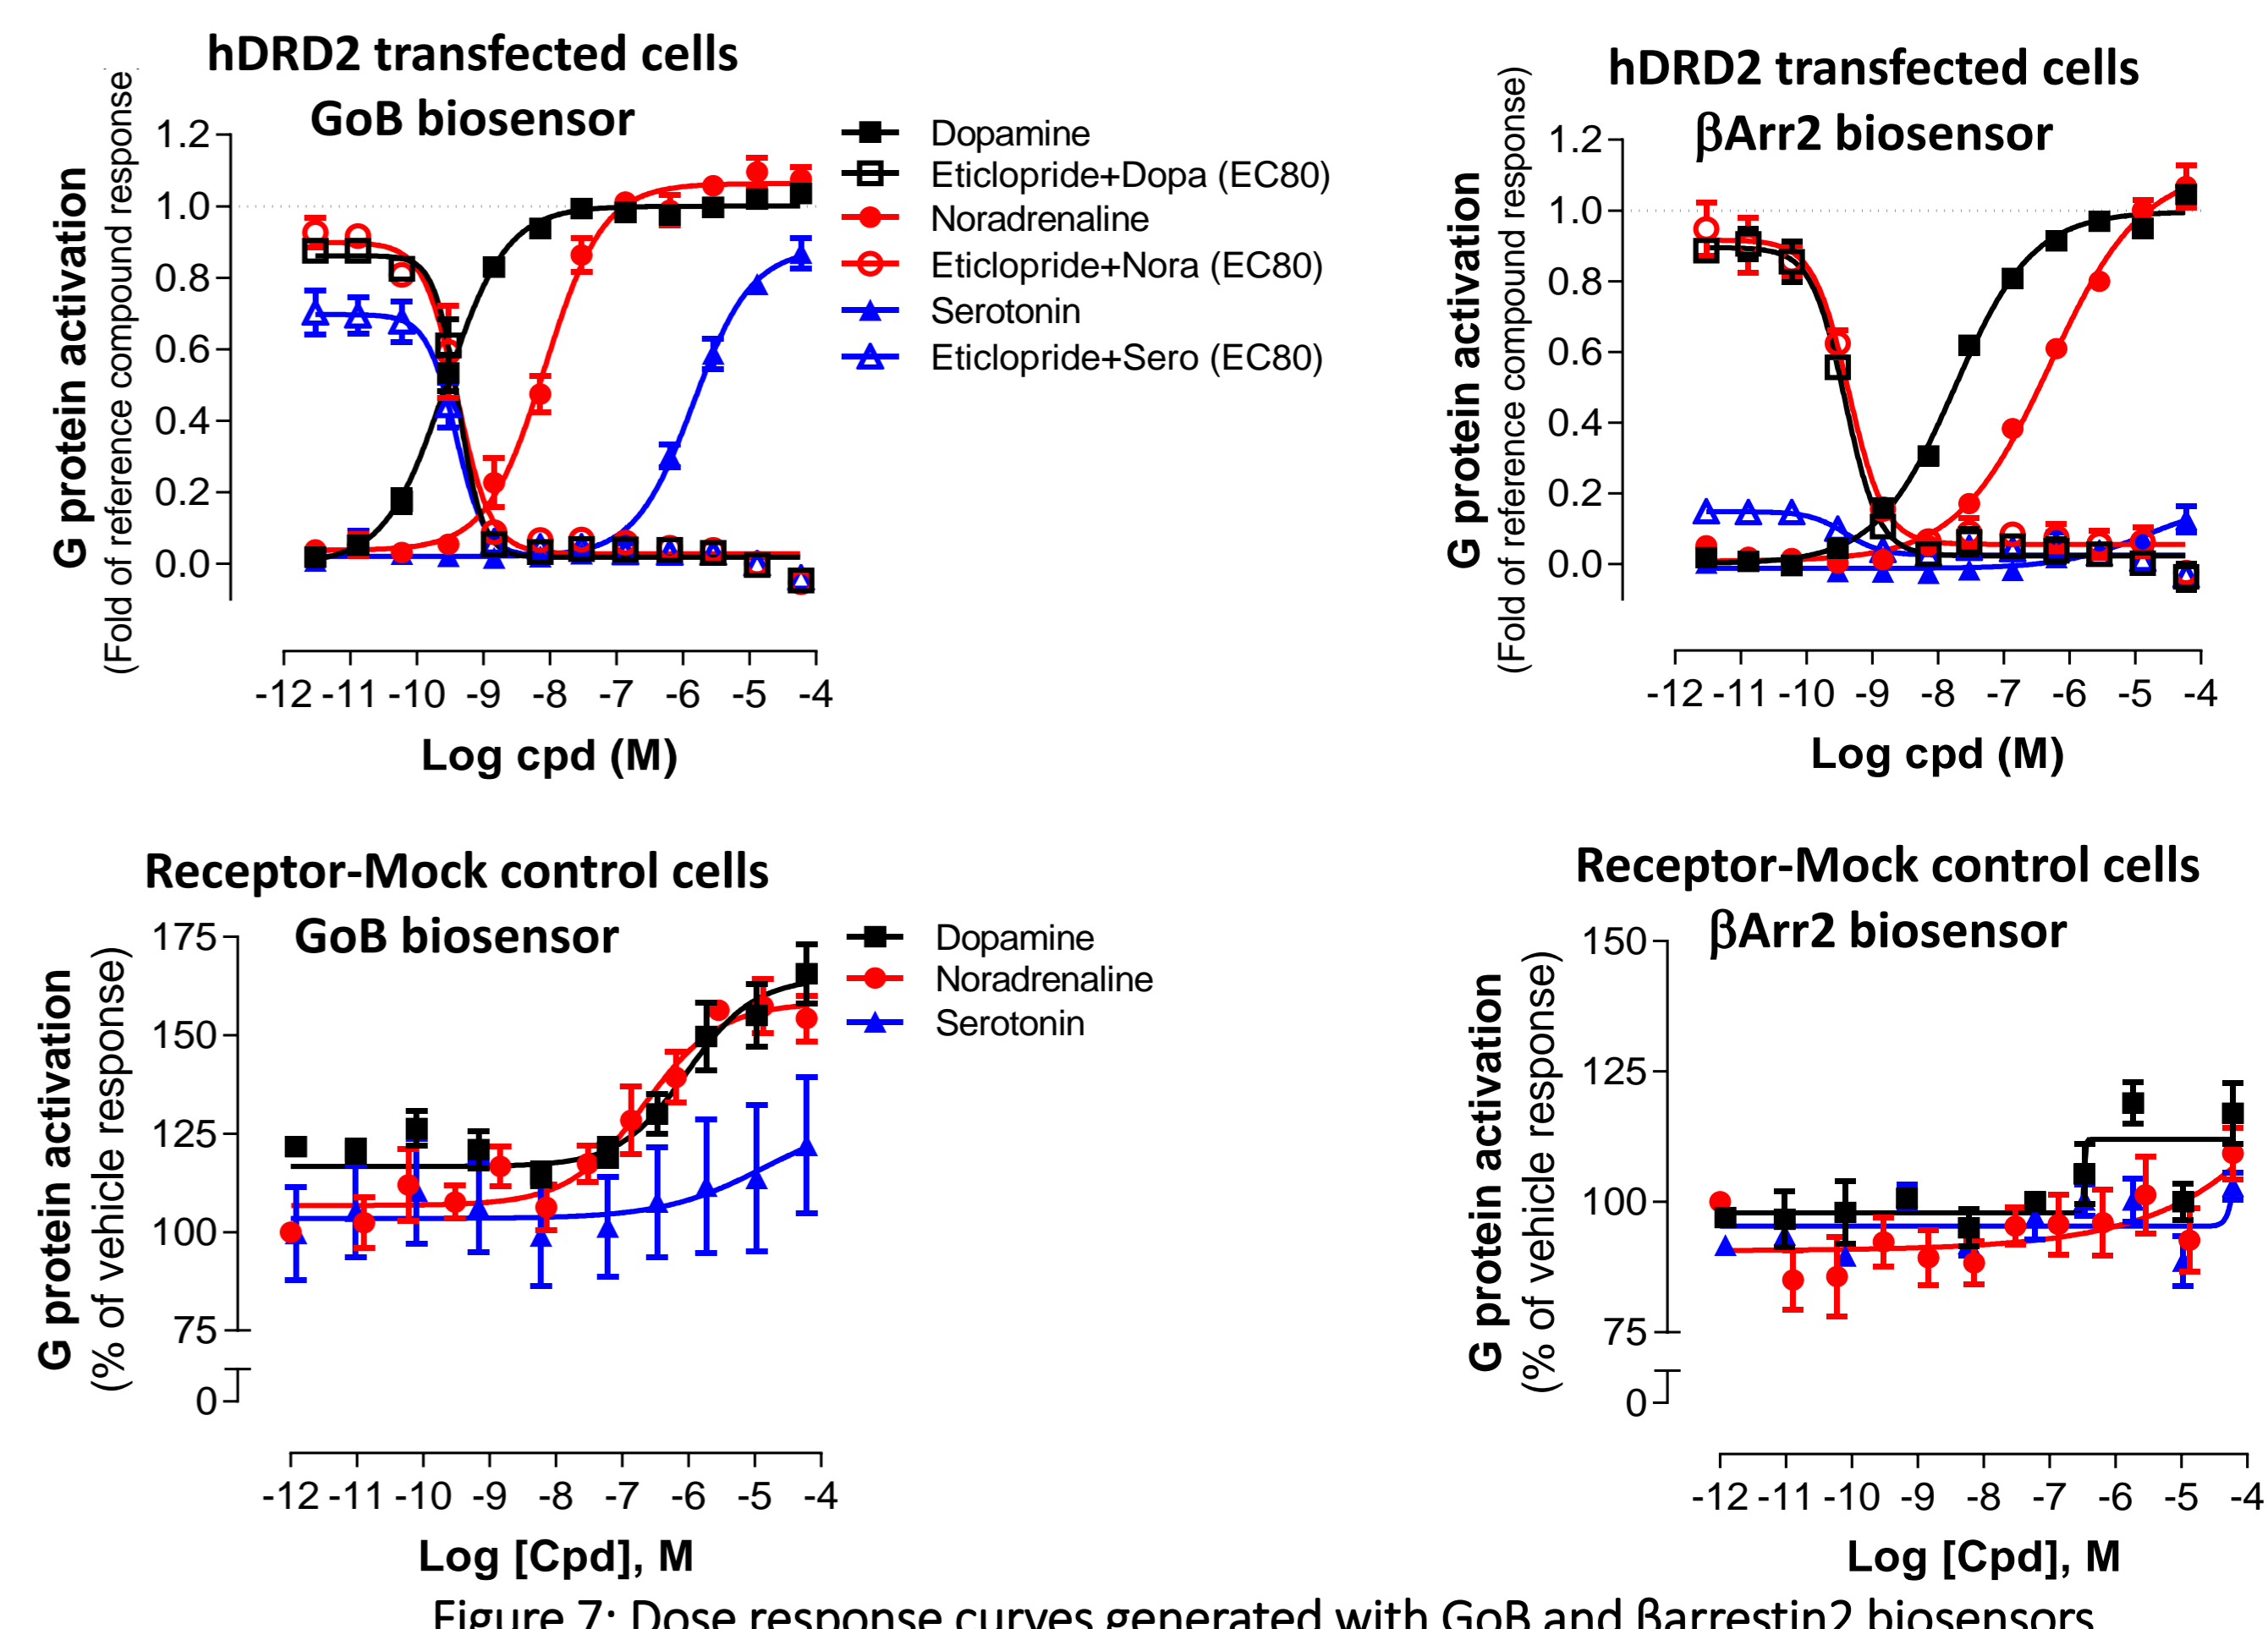 hDRD2 transfected cells
GoB biosensor
G protein activation
(Fold of reference compound response)
1.2
1.0
0.8
0.6
0.4
0.2
0.0
-12 -11 -10 -9 -8 -7 -6 -5 -4
Log cpd (M)
Dopamine
Eticlopride+Dopa (EC80)
Noradrenaline
Eticlopride+Nora (EC80)
Serotonin
Eticlopride+Sero (EC80)
hDRD2 transfected cells
βArr2 biosensor
G protein activation
(Fold of reference compound response)
1.2
1.0
0.8
0.6
0.4
0.2
0.0
-12 -11 -10 -9 -8 -7 -6 -5 -4
Log cpd (M)
Receptor-Mock control cells
GoB biosensor
G protein activation
(% of vehicle response)
175
150
125
100
75
0
-12 -11 -10 -9 -8 -7 -6 -5 -4
Log [Cpd], M
Dopamine
Noradrenaline
Serotonin
Receptor-Mock control cells
βArr2 biosensor
G protein activation
(% of vehicle response)
150
125
100
75
0
-12 -11 -10 -9 -8 -7 -6 -5 -4
Log [Cpd], M
Figure 7: Dose response curves generated with GoB and βarrestin2 biosensors